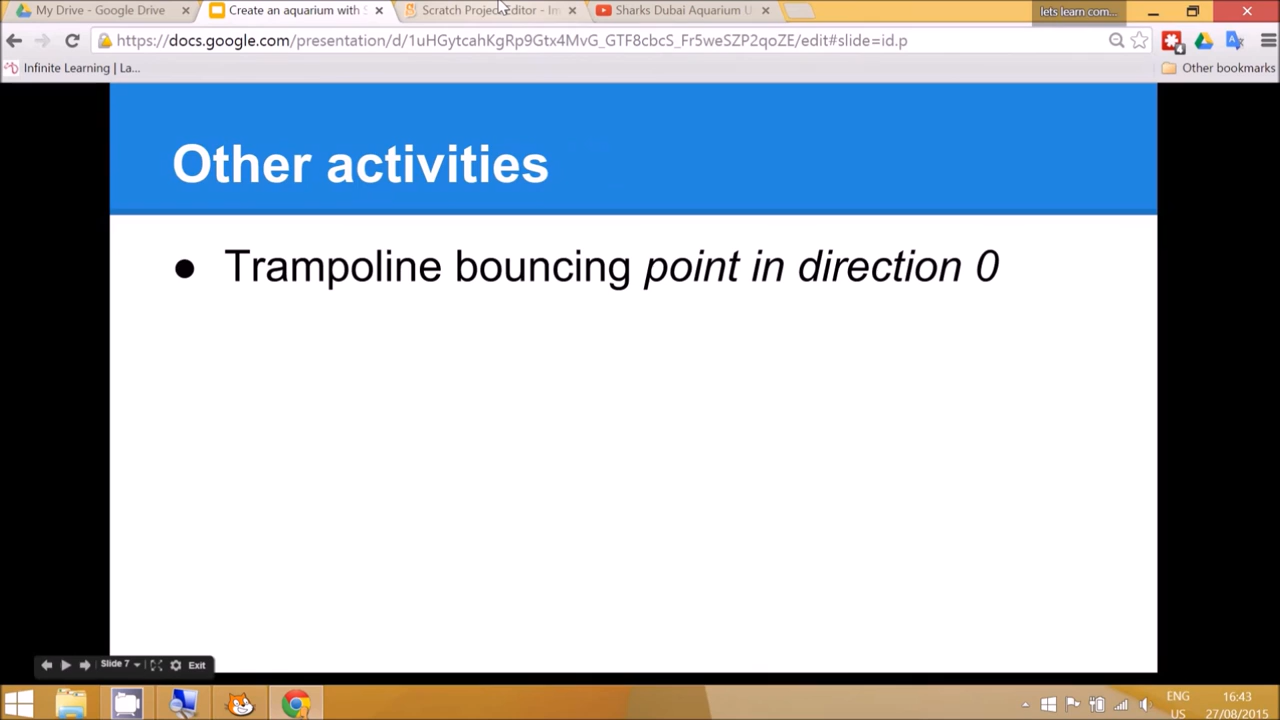 My Drive - Google Drive
Create an aquarium with S
Scratch Project Editor - Im
Sharks Dubai Aquarium U
lets learn com...
https://docs.google.com/presentation/d/1uHGytcahKgRp9Gtx4MvG_GTF8cbcS_Fr5weSZP2qoZE/edit#slide=id.p
4
Infinite Learning | La...
Other bookmarks
Other activities
● Trampoline bouncing point in direction 0
Slide 7
Exit
ENG
16:43
US
27/08/2015